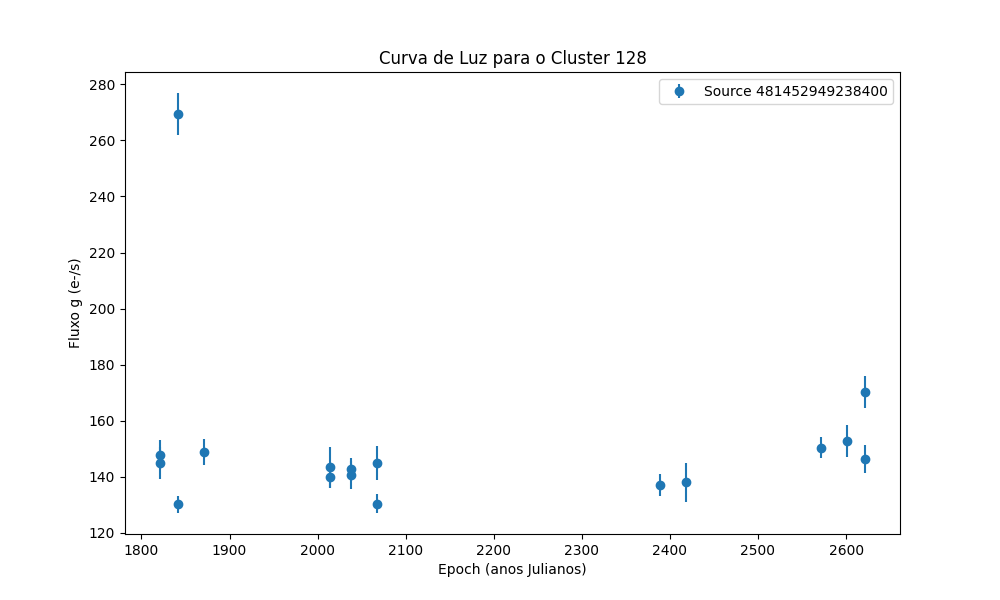 Curva de Luz para o Cluster 128
Source 481452949238400
280
260
240
220
200
180
160
140
120
Fluxo g (e-/s)
1800 1900 2000 2100 2200 2300 2400 2500 2600
Epoch (anos Julianos)